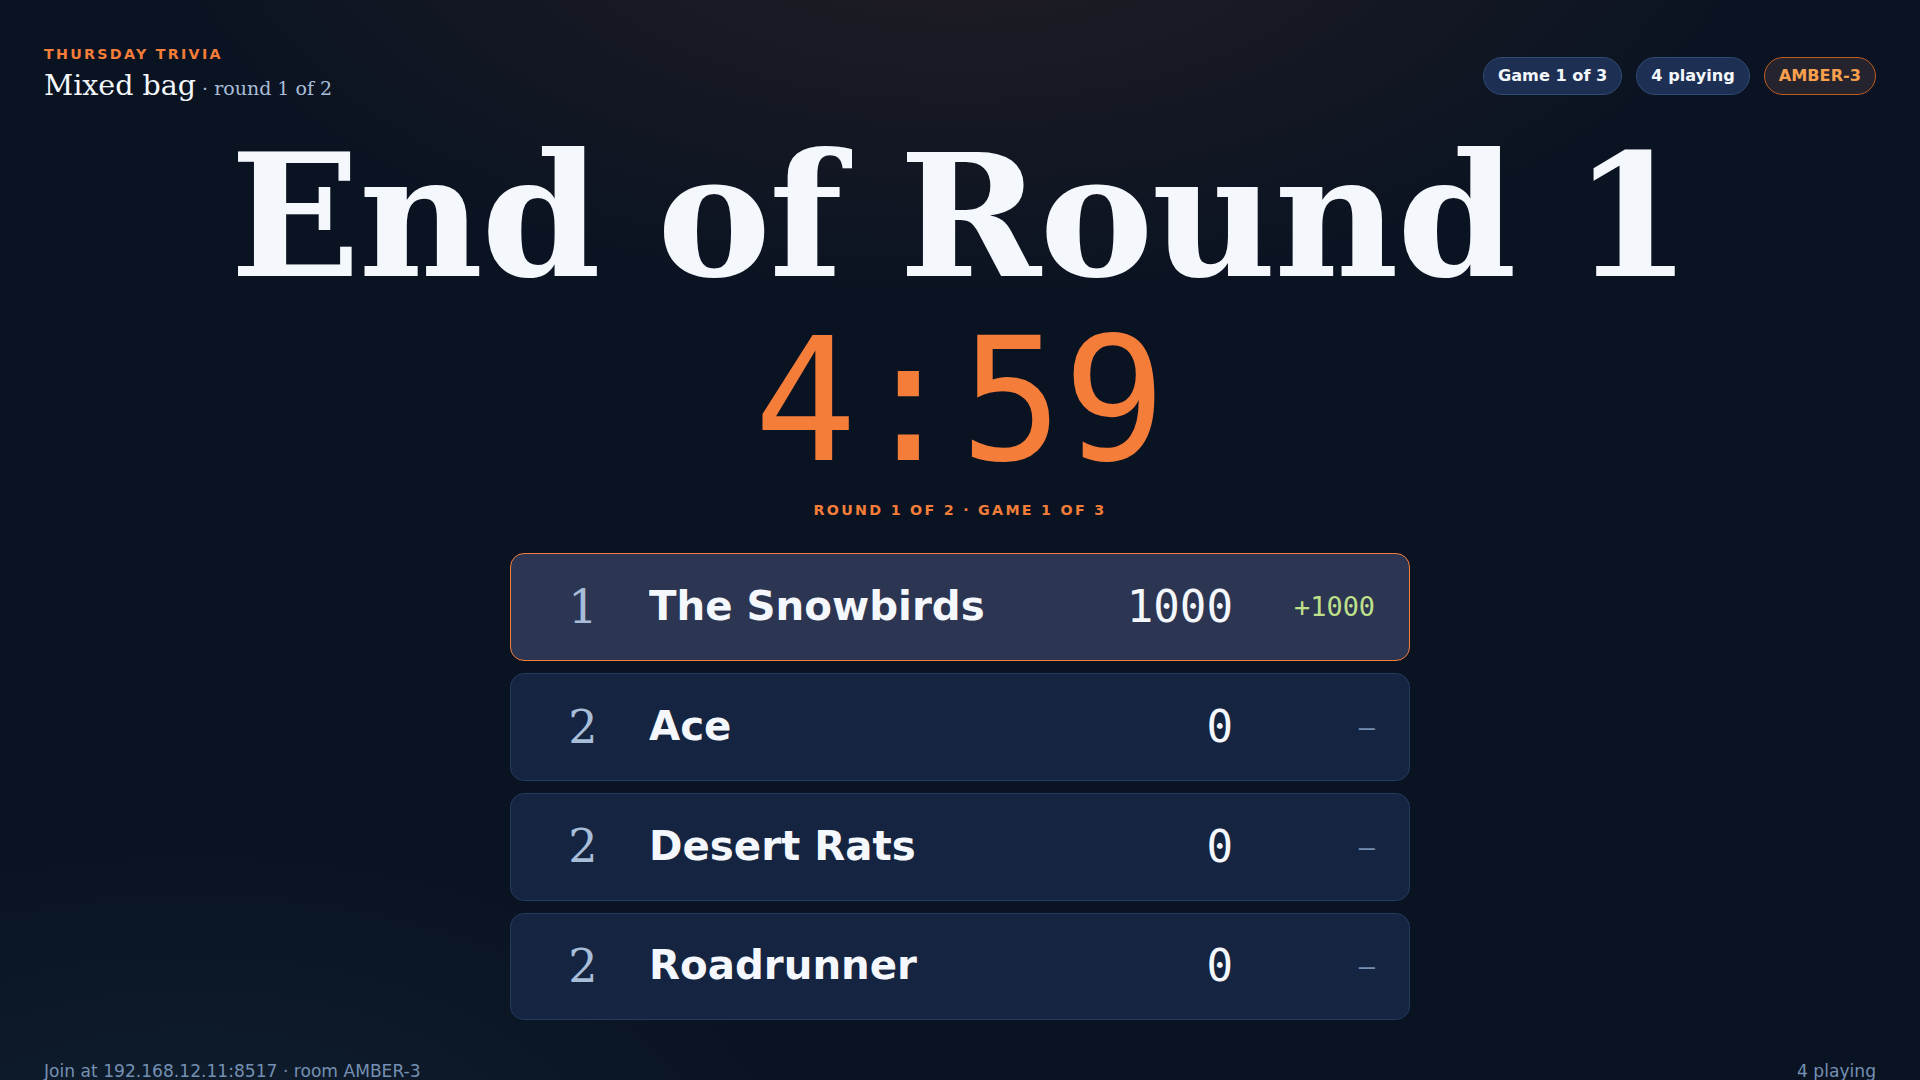 THURSDAY TRIVIA
Mixed bag · round 1 of 2
Game 1 of 3
4 playing
AMBER-3
End of Round 1
4:59
ROUND 1 OF 2 · GAME 1 OF 3
1 The Snowbirds 1000 +1000
2 Ace 0 —
2 Desert Rats 0 —
2 Roadrunner 0 —
Join at 192.168.12.11:8517 · room AMBER-3
4 playing